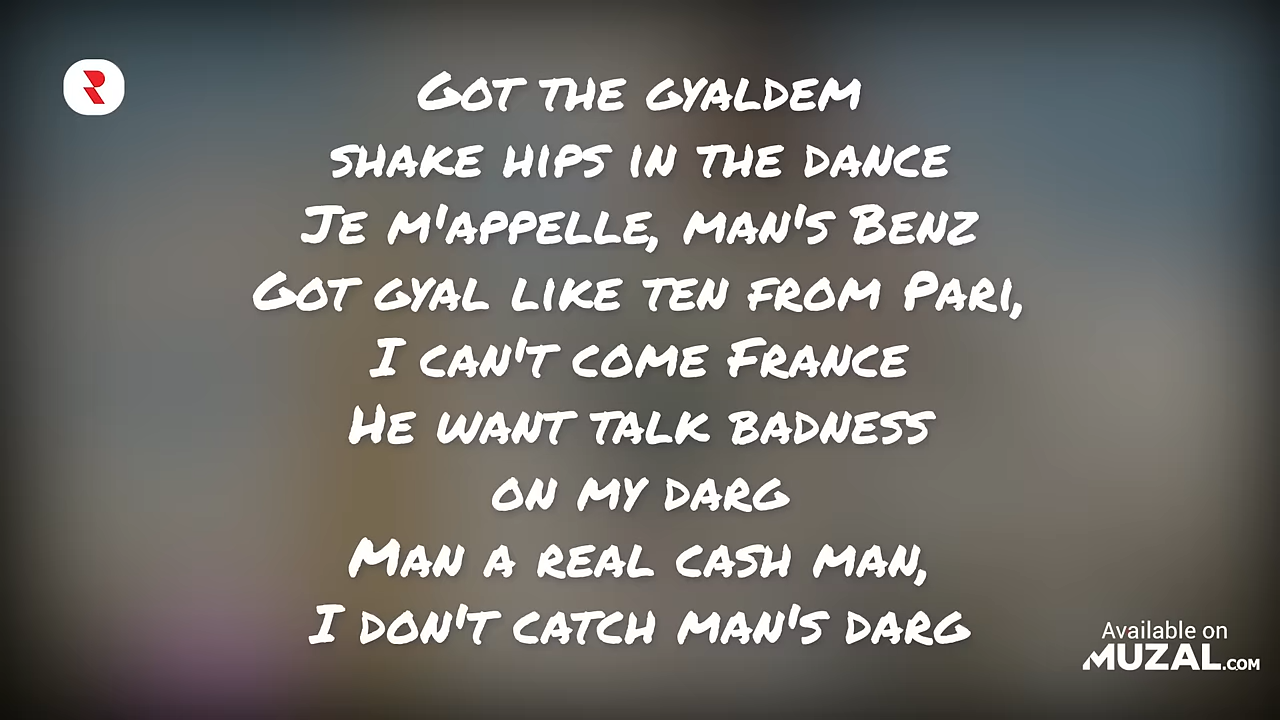 Got the gyaldem
shake hips in the dance
Je m'appelle, man's Benz
Got gyal like ten from Pari,
I can't come France
He want talk badness
on my darg
Man a real cash man,
I don't catch man's darg
Available on
MUZAL.COM